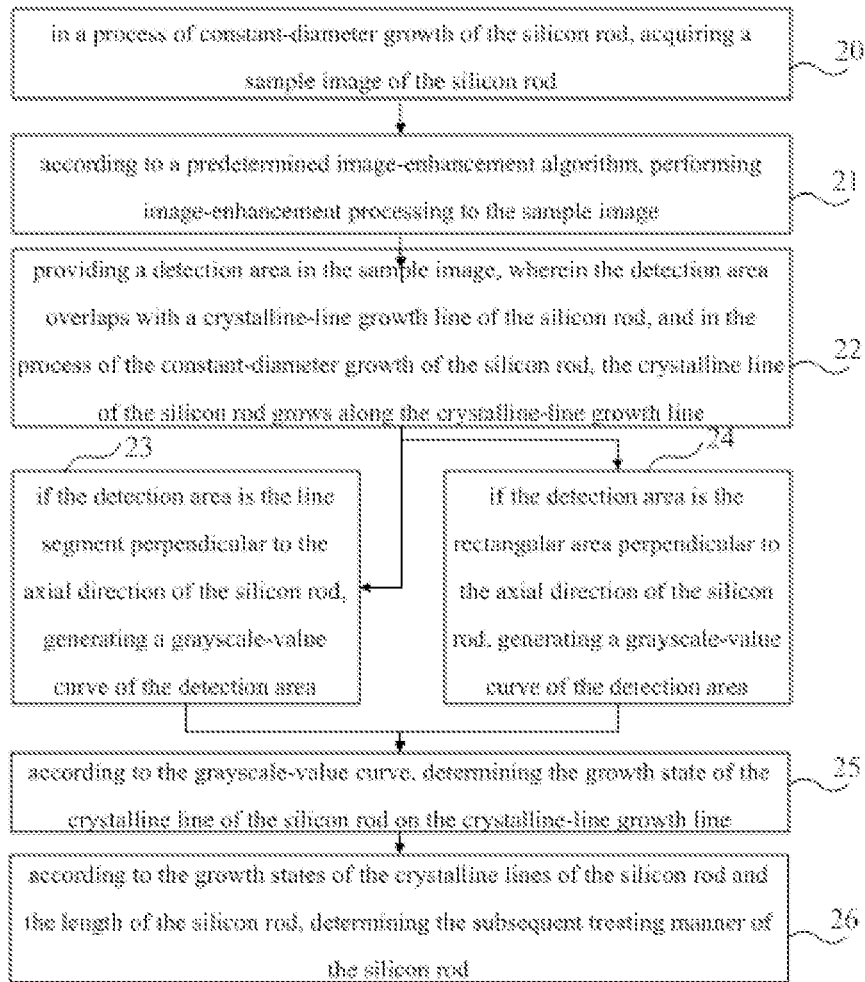 in a process of constant-diameter growth of the silicon rod, acquiring a
sample image of the silicon rod
20
according to a predetermined image-enhancement algorithm, performing
image-enhancement processing to the sample image
21
providing a detection area in the sample image, wherein the detection area
overlaps with a crystalline-line growth line of the silicon rod, and in the
process of the constant-diameter growth of the silicon rod, the crystalline line
of the silicon rod grows along the crystalline-line growth line
22
23
if the detection area is the line
segment perpendicular to the
axial direction of the silicon rod,
generating a grayscale-value
curve of the detection area
24
if the detection area is the
rectangular area perpendicular to
the axial direction of the silicon
rod, generating a grayscale-value
curve of the detection area
according to the grayscale-value curve, determining the growth state of the
crystalline line of the silicon rod on the crystalline-line growth line
25
according to the growth states of the crystalline lines of the silicon rod and
the length of the silicon rod, determining the subsequent treating manner of
the silicon rod
26